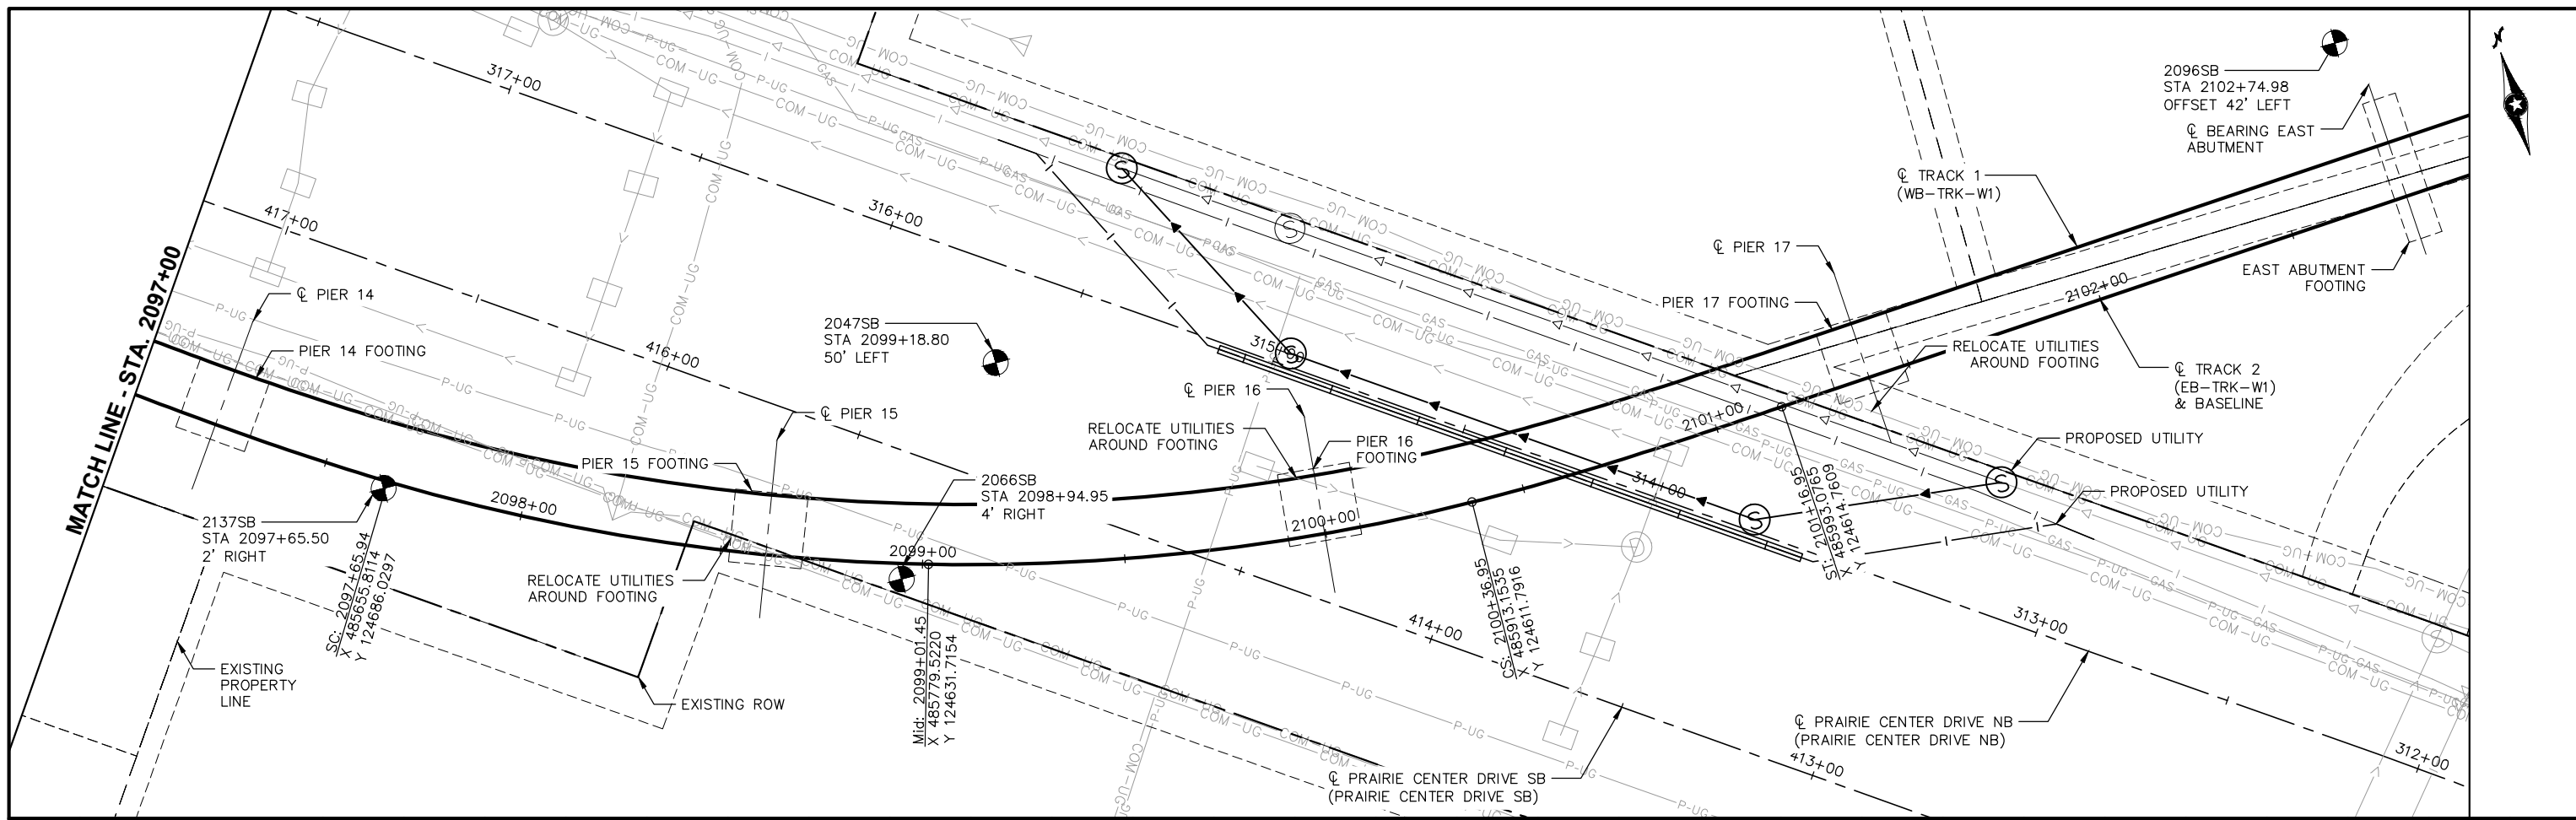 MATCH LINE - STA. 2097+00
317+00
316+00
315+00
314+00
313+00
312+00
417+00
416+00
414+00
413+00
2098+00
2099+00
2100+00
2101+00
2102+00
℄ PIER 14
PIER 14 FOOTING
2047SB
STA 2099+18.80
50' LEFT
℄ PIER 15
PIER 15 FOOTING
℄ PIER 16
RELOCATE UTILITIES
AROUND FOOTING
PIER 16
FOOTING
2066SB
STA 2098+94.95
4' RIGHT
2137SB
STA 2097+65.50
2' RIGHT
SC: 2097+65.94
X 485655.8114
Y 124686.0297
RELOCATE UTILITIES
AROUND FOOTING
EXISTING
PROPERTY
LINE
EXISTING ROW
Mid: 2099+01.45
X 485779.5220
Y 124631.7154
CS: 2100+36.95
X 485913.1535
Y 124611.7916
ST: 2101+16.95
X 485993.0765
Y 124614.7609
2096SB
STA 2102+74.98
OFFSET 42' LEFT
℄ BEARING EAST
ABUTMENT
℄ TRACK 1
(WB-TRK-W1)
℄ PIER 17
PIER 17 FOOTING
EAST ABUTMENT
FOOTING
RELOCATE UTILITIES
AROUND FOOTING
℄ TRACK 2
(EB-TRK-W1)
& BASELINE
PROPOSED UTILITY
PROPOSED UTILITY
℄ PRAIRIE CENTER DRIVE NB
(PRAIRIE CENTER DRIVE NB)
℄ PRAIRIE CENTER DRIVE SB
(PRAIRIE CENTER DRIVE SB)
S
S
S
S
S
D
COM-UG
P-UG
GAS
N